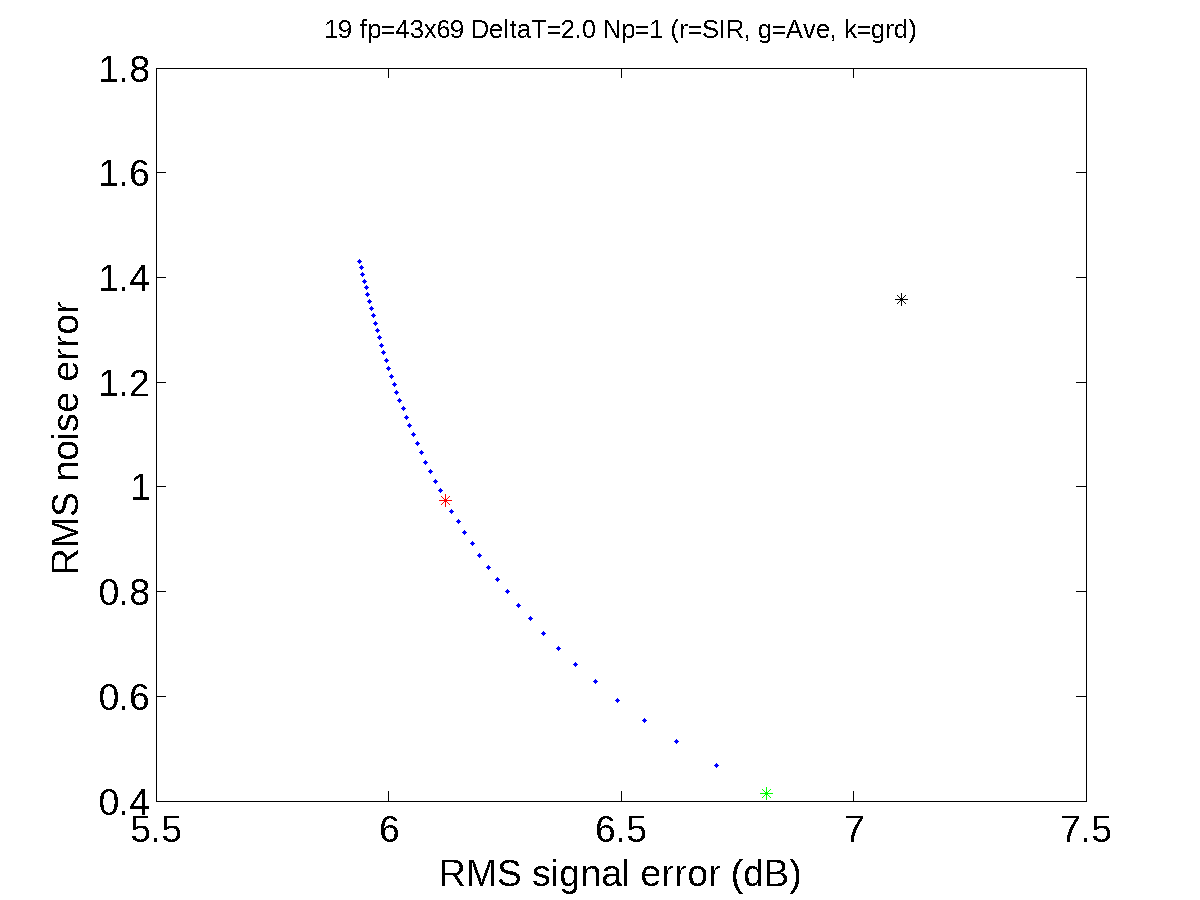 19 fp=43x69 DeltaT=2.0 Np=1 (r=SIR, g=Ave, k=grd)
1.8
1.6
1.4
1.2
1
0.8
0.6
0.4
RMS noise error
5.5 6 6.5 7 7.5
RMS signal error (dB)